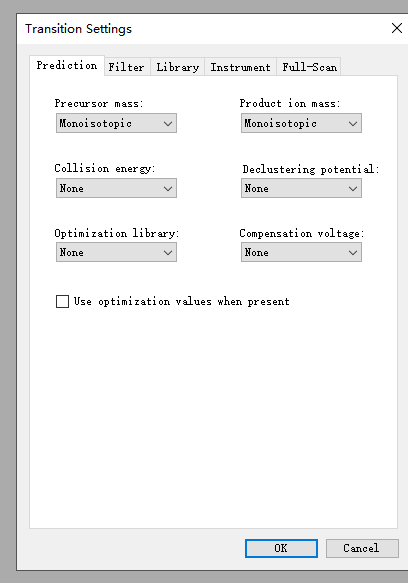 Transition Settings
Prediction Filter Library Instrument Full-Scan
Precursor mass: Product ion mass:
Monoisotopic Monoisotopic
Collision energy: Declustering potential:
None None
Optimization library: Compensation voltage:
None None
Use optimization values when present
OK Cancel